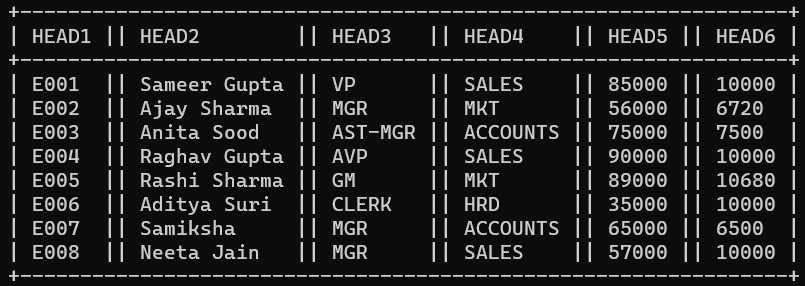 +----------------------------------------------------------------+
| HEAD1 || HEAD2        || HEAD3   || HEAD4    || HEAD5 || HEAD6 |
+----------------------------------------------------------------+
| E001  || Sameer Gupta || VP      || SALES    || 85000 || 10000 |
| E002  || Ajay Sharma  || MGR     || MKT      || 56000 || 6720  |
| E003  || Anita Sood   || AST-MGR || ACCOUNTS || 75000 || 7500  |
| E004  || Raghav Gupta || AVP     || SALES    || 90000 || 10000 |
| E005  || Rashi Sharma || GM      || MKT      || 89000 || 10680 |
| E006  || Aditya Suri  || CLERK   || HRD      || 35000 || 10000 |
| E007  || Samiksha     || MGR     || ACCOUNTS || 65000 || 6500  |
| E008  || Neeta Jain   || MGR     || SALES    || 57000 || 10000 |
+----------------------------------------------------------------+